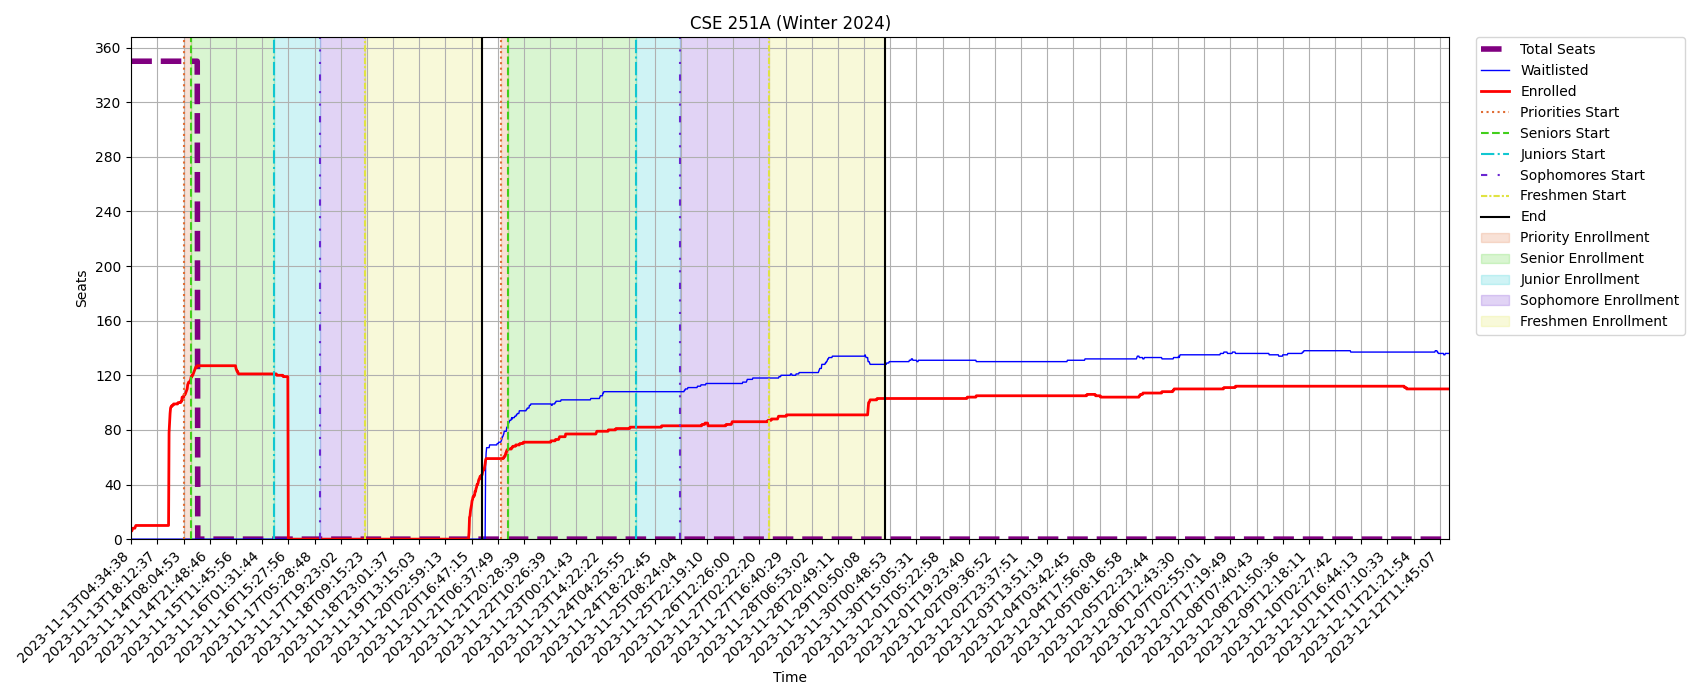 CSE 251A (Winter 2024)
Seats
360
320
280
240
200
160
120
80
40
0
2023-11-13T04:34:38
2023-11-13T18:12:37
2023-11-14T08:04:53
2023-11-14T21:48:46
2023-11-15T11:45:56
2023-11-16T01:31:44
2023-11-16T15:27:56
2023-11-17T05:28:48
2023-11-17T19:23:02
2023-11-18T09:15:23
2023-11-18T23:01:37
2023-11-19T13:15:03
2023-11-20T02:59:13
2023-11-20T16:47:15
2023-11-21T06:37:49
2023-11-21T20:28:39
2023-11-22T10:26:39
2023-11-23T00:21:43
2023-11-23T14:22:22
2023-11-24T04:25:55
2023-11-24T18:22:45
2023-11-25T08:24:04
2023-11-25T22:19:10
2023-11-26T12:26:00
2023-11-27T02:22:20
2023-11-27T16:40:29
2023-11-28T06:53:02
2023-11-28T20:49:11
2023-11-29T10:50:08
2023-11-30T00:48:53
2023-11-30T15:05:31
2023-12-01T05:22:58
2023-12-01T19:23:40
2023-12-02T09:36:52
2023-12-02T23:37:51
2023-12-03T13:51:19
2023-12-04T03:42:45
2023-12-04T17:56:08
2023-12-05T08:16:58
2023-12-05T22:23:44
2023-12-06T12:43:30
2023-12-07T02:55:01
2023-12-07T17:19:49
2023-12-08T07:40:43
2023-12-08T21:50:36
2023-12-09T12:18:11
2023-12-10T02:27:42
2023-12-10T16:44:13
2023-12-11T07:10:33
2023-12-11T21:21:54
2023-12-12T11:45:07
Time
Total Seats
Waitlisted
Enrolled
Priorities Start
Seniors Start
Juniors Start
Sophomores Start
Freshmen Start
End
Priority Enrollment
Senior Enrollment
Junior Enrollment
Sophomore Enrollment
Freshmen Enrollment